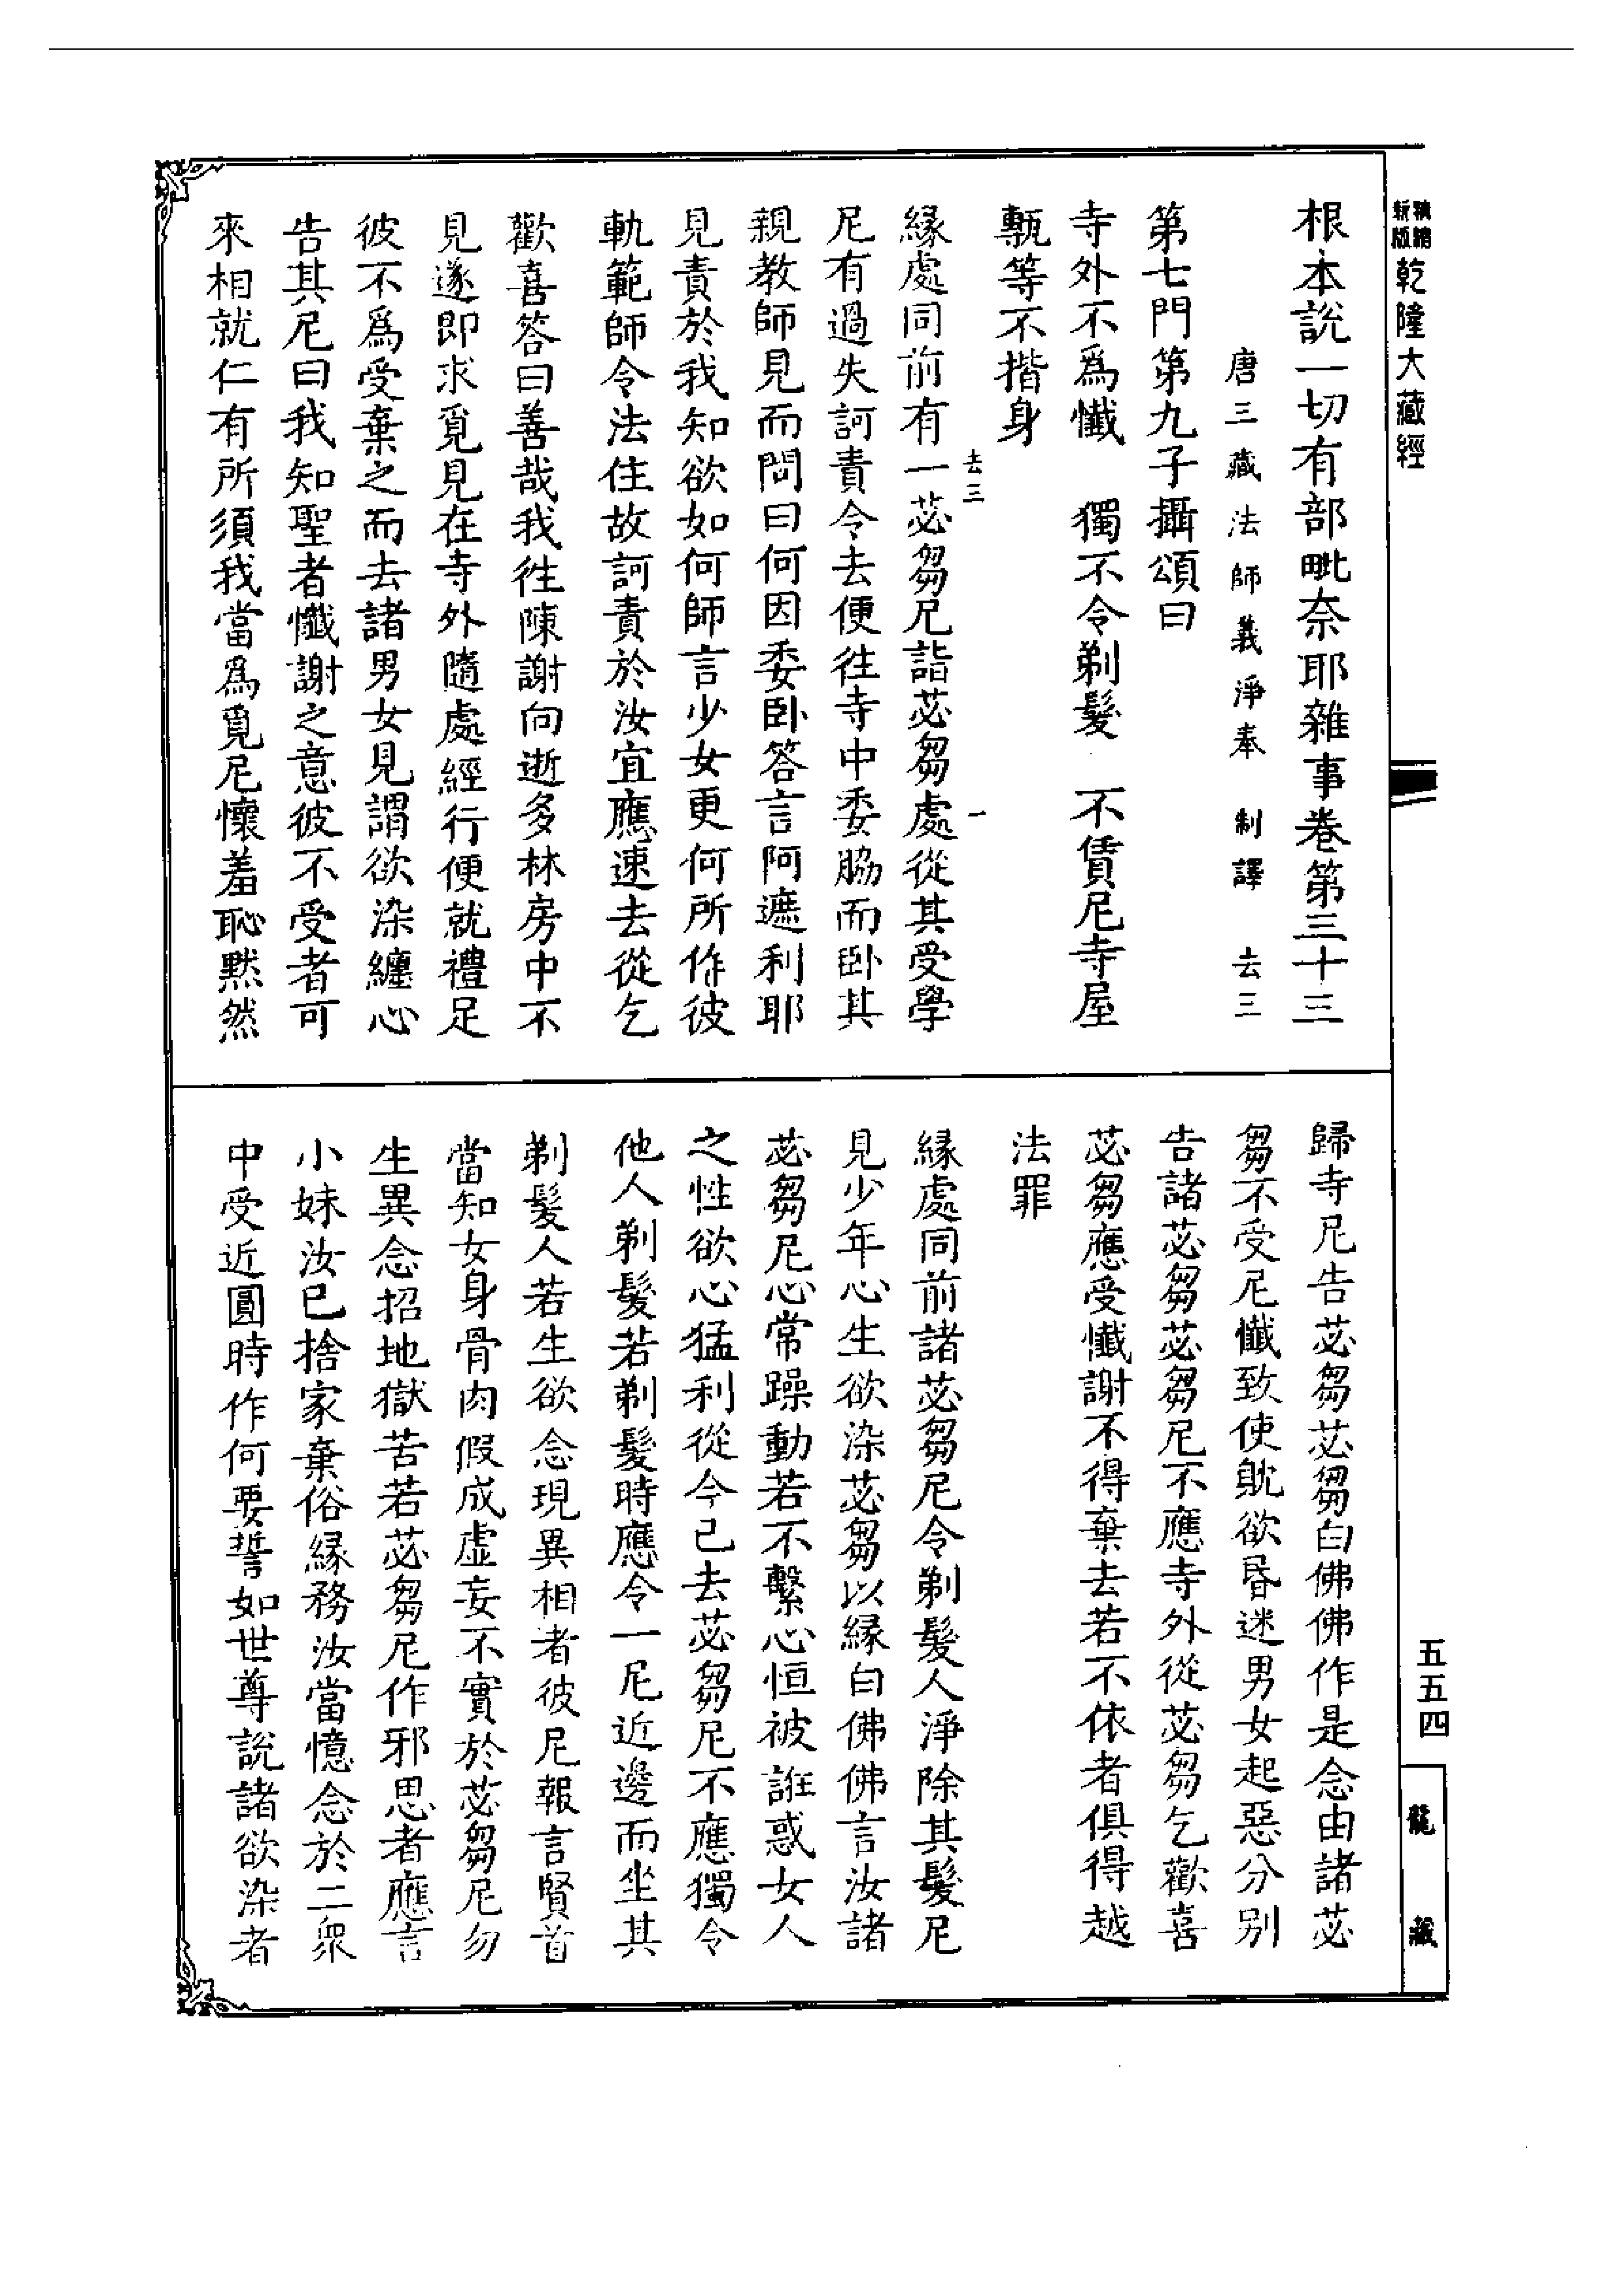 精縮新版乾隆大藏經
根本說一切有部毗奈耶雜事卷第三十三
唐三藏法師義淨奉 制譯 去三
第七門第九子攝頌曰
寺外不爲懺 獨不令剃髮 不賃尼寺屋
甎等不揩身
去三 一
緣處同前有一苾芻尼詣苾芻處從其受學
尼有過失訶責令去便往寺中委脇而卧其
親教師見而問曰何因委卧答言阿遮利耶
見責於我知欲如何師言少女更何所作彼
軌範師令法住故訶責於汝宜應速去從乞
歡喜答曰善哉我往陳謝向逝多林房中不
見遂即求覓見在寺外隨處經行便就禮足
彼不爲受棄之而去諸男女見謂欲染纏心
告其尼曰我知聖者懺謝之意彼不受者可
來相就仁有所須我當爲覓尼懷羞恥黙然
歸寺尼告苾芻苾芻白佛佛作是念由諸苾
芻不受尼懺致使躭欲昏迷男女起惡分别
告諸苾芻苾芻尼不應寺外從苾芻乞歡喜
苾芻應受懺謝不得棄去若不依者俱得越
法罪
緣處同前諸苾芻尼令剃髮人淨除其髮尼
見少年心生欲染苾芻以緣白佛佛言汝諸
苾芻尼心常躁動若不繫心恒被誑惑女人
之性欲心猛利從今已去苾芻尼不應獨令
他人剃髮若剃髮時應令一尼近邊而坐其
剃髮人若生欲念現異相者彼尼報言賢首
當知女身骨肉假成虛妄不實於苾芻尼勿
生異念招地獄苦若苾芻尼作邪思者應言
小妹汝已捨家棄俗緣務汝當憶念於二衆
中受近圓時作何要誓如世尊說諸欲染者
五五四
龍藏